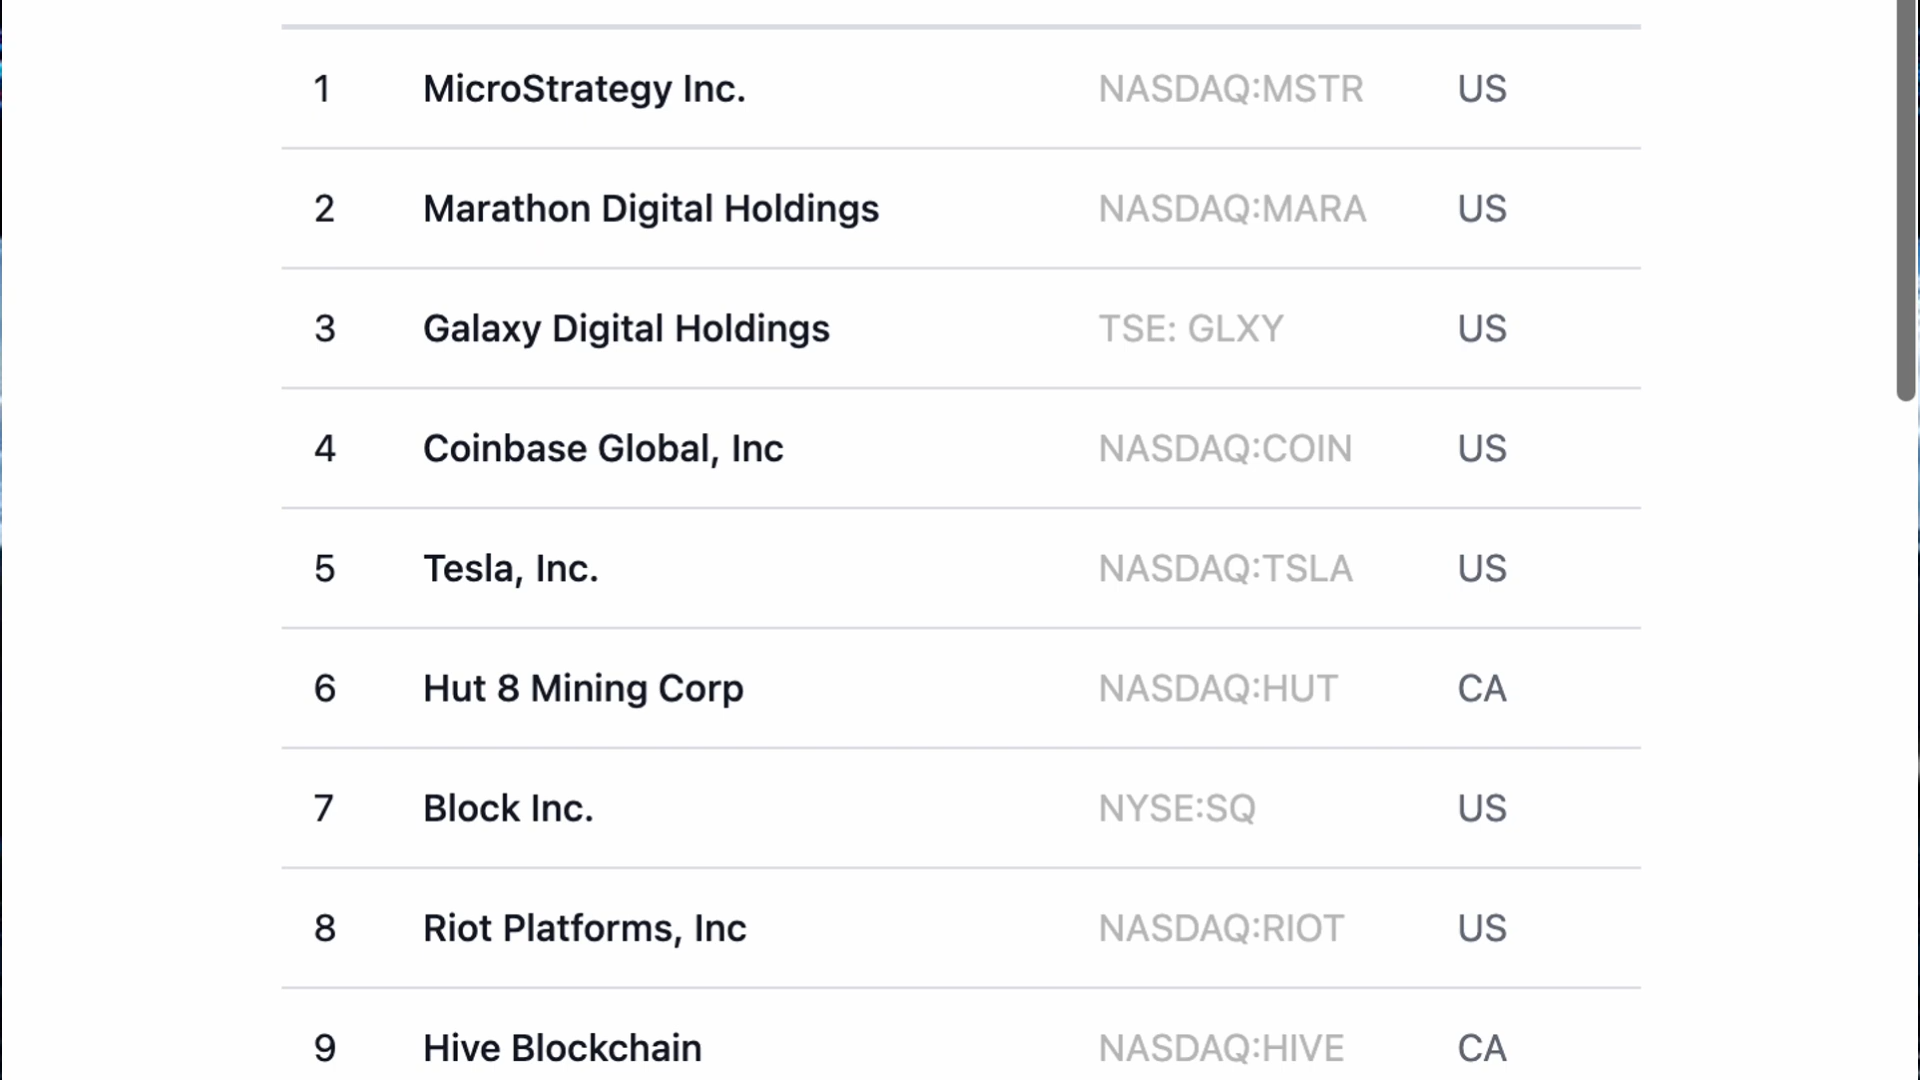 1 MicroStrategy Inc. NASDAQ:MSTR US
2 Marathon Digital Holdings NASDAQ:MARA US
3 Galaxy Digital Holdings TSE: GLXY US
4 Coinbase Global, Inc NASDAQ:COIN US
5 Tesla, Inc. NASDAQ:TSLA US
6 Hut 8 Mining Corp NASDAQ:HUT CA
7 Block Inc. NYSE:SQ US
8 Riot Platforms, Inc NASDAQ:RIOT US
9 Hive Blockchain NASDAQ:HIVE CA